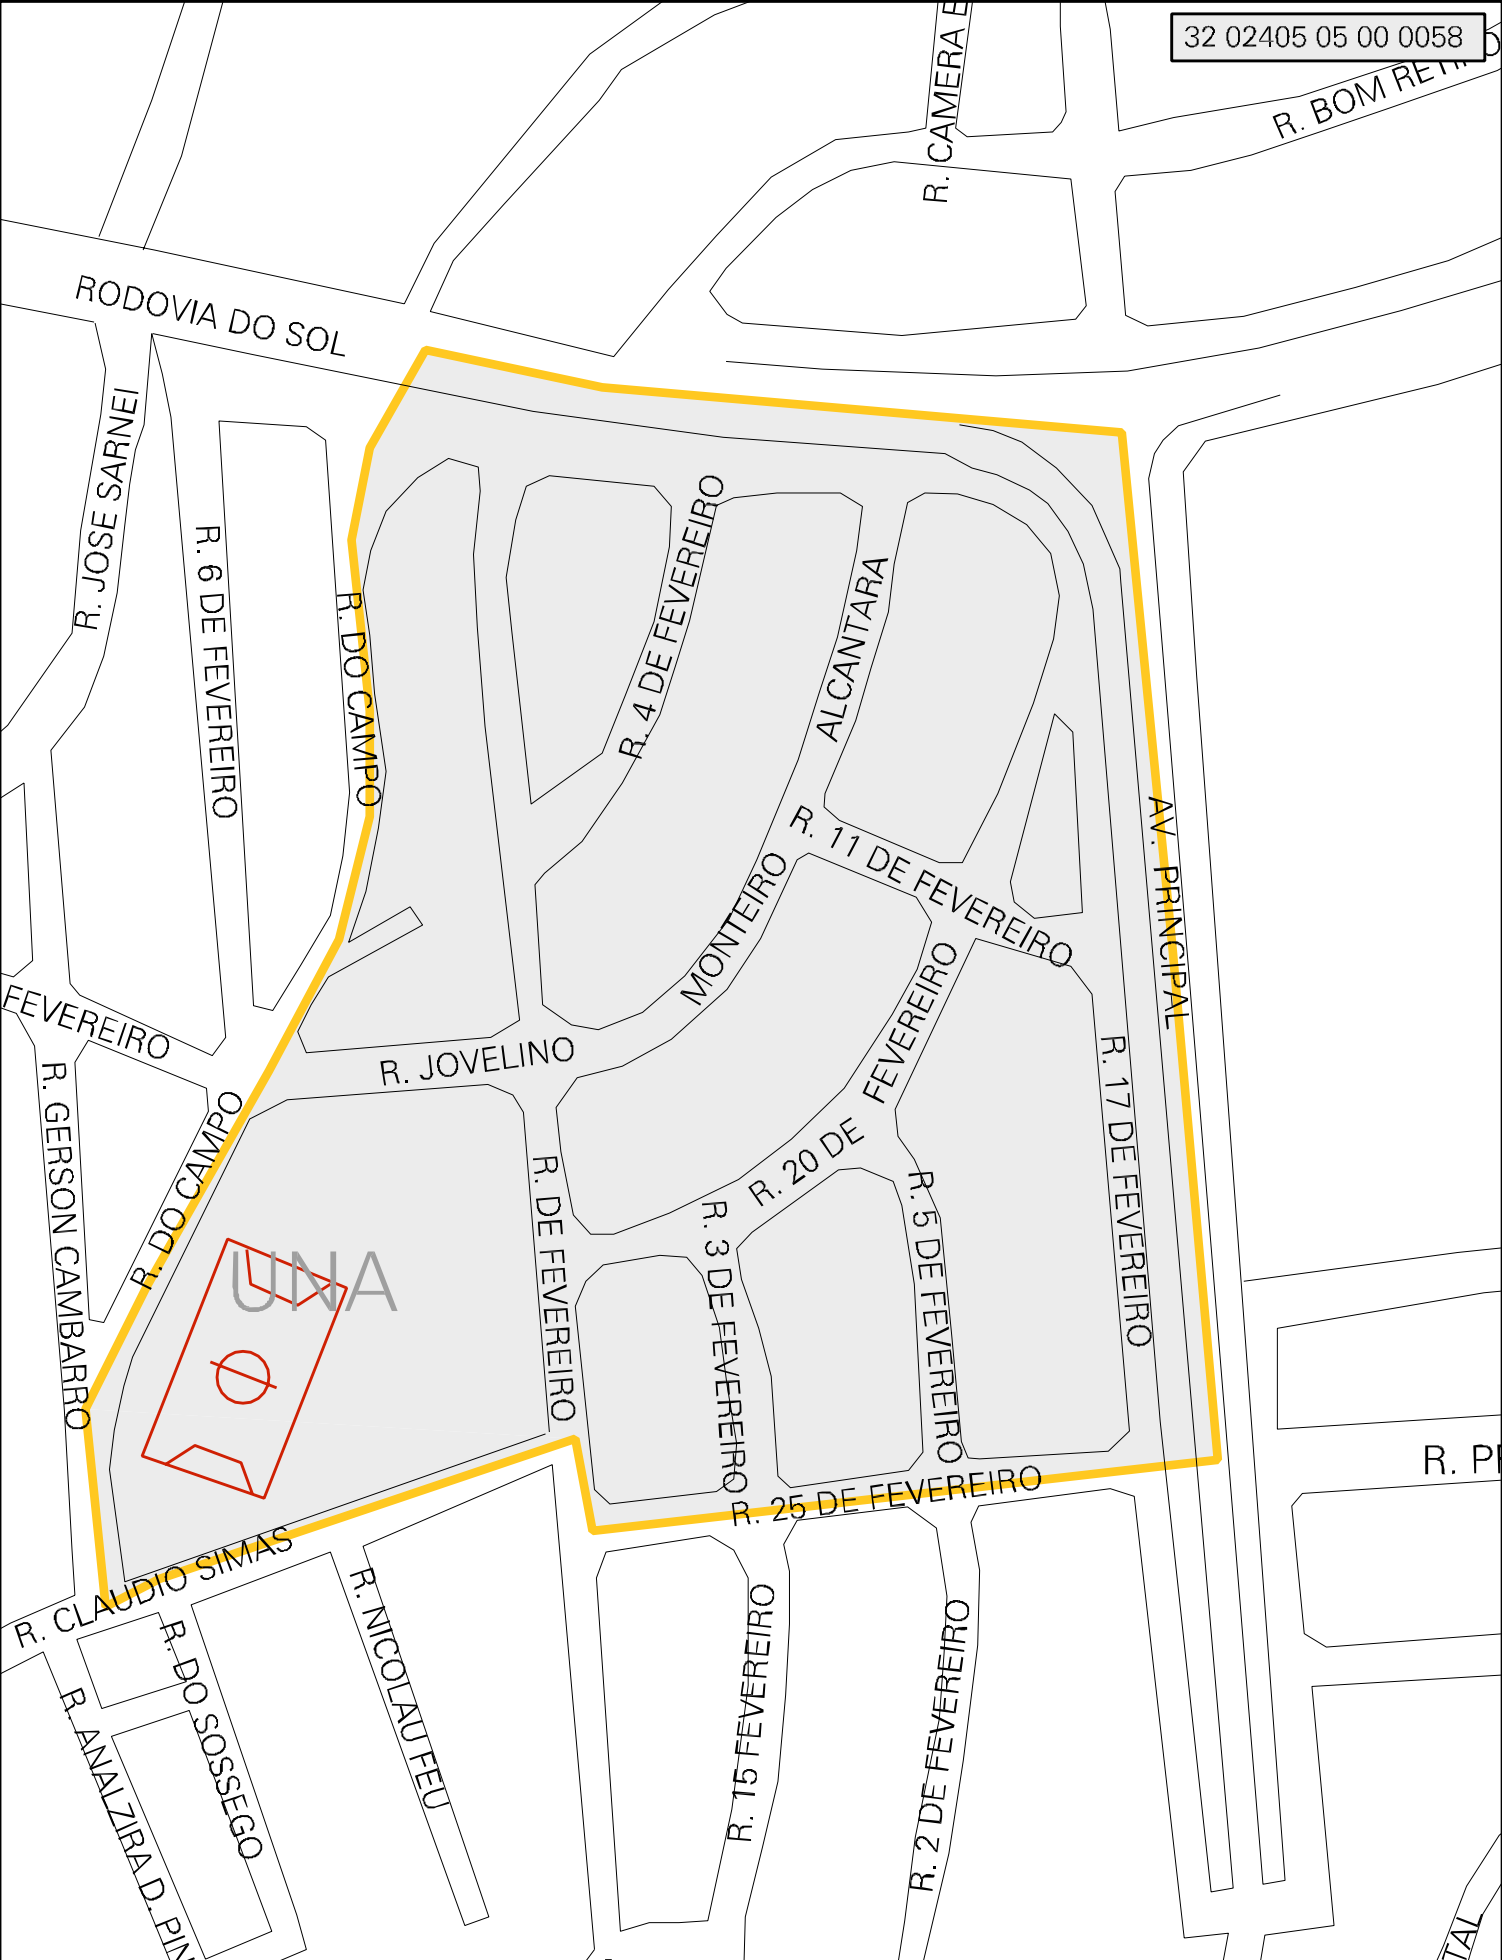 32 02405 05 00 0058
R. CAMERA
R. BOM
RODOVIA DO SOL
R. JOSE SARNEI
R. 6 DE FEVEREIRO
R. DO CAMPO
R. 4 DE FEVEREIRO
ALCANTARA
R. 11 DE FEVEREIRO
AV. PRINCIPAL
MONTEIRO
FEVEREIRO
R. JOVELINO
R. 20 DE
FEVEREIRO
R. GERSON CAMBARRO
R. DO CAMPO
R. 17 DE FEVEREIRO
R. DE FEVEREIRO
R. 3 DE FEVEREIRO
R. 5 DE FEVEREIRO
UNA
R. 25 DE FEVEREIRO
R. CLAUDIO SIMAS
R. NICOLAU FEU
R. DO SOSSEGO
R. ANALZIRA D. PIN
R. 15 FEVEREIRO
R. 2 DE FEVEREIRO
R. P
TAL